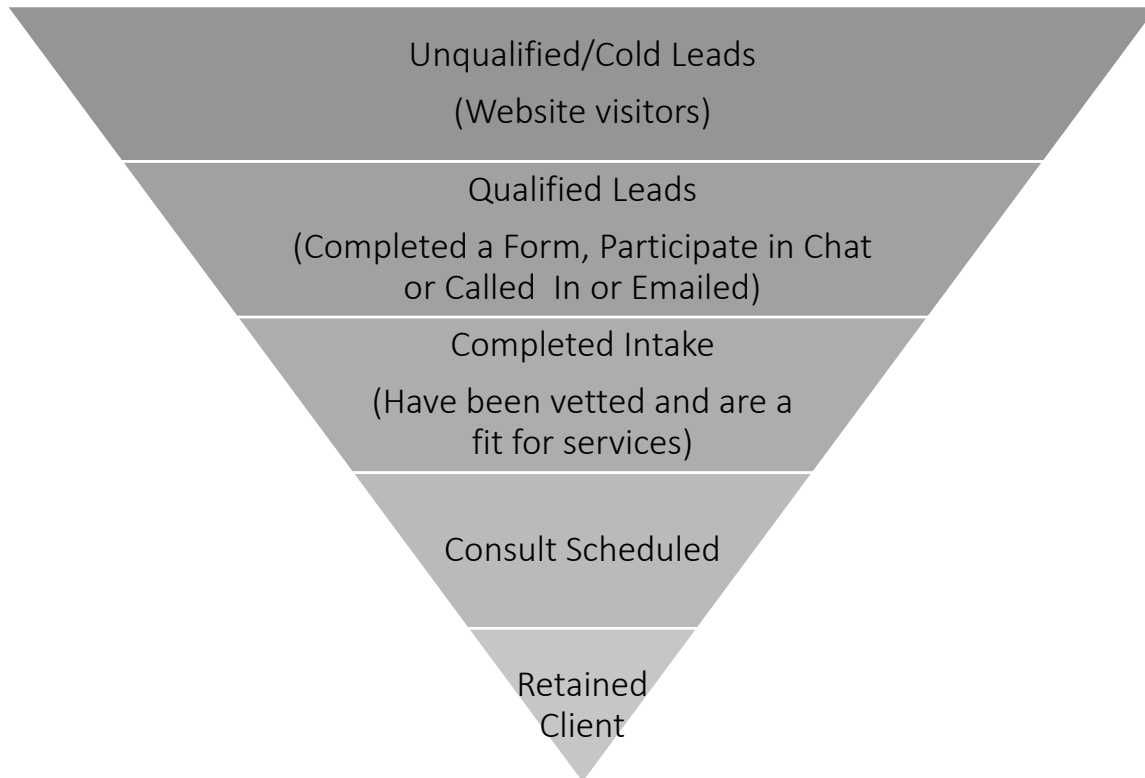 Unqualified/Cold Leads
(Website visitors)
Qualified Leads
(Completed a Form, Participate in Chat
or Called  In or Emailed)
Completed Intake
(Have been vetted and are a
fit for services)
Consult Scheduled
Retained
Client